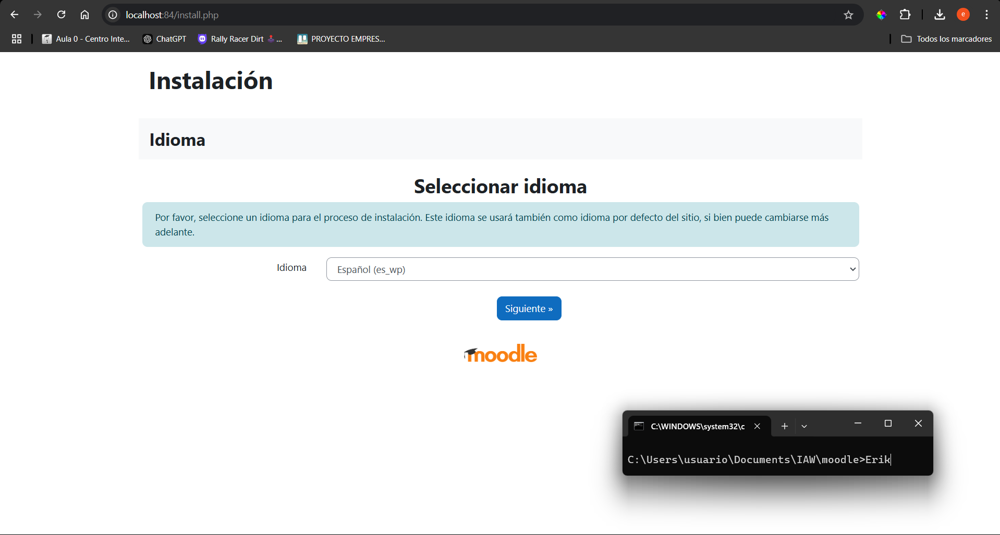 localhost:84/install.php
e
Aula 0 - Centro Inte...
ChatGPT
Rally Racer Dirt 🕹️ ...
PROYECTO EMPRES...
Todos los marcadores
Instalación
Idioma
Seleccionar idioma
Por favor, seleccione un idioma para el proceso de instalación. Este idioma se usará también como idioma por defecto del sitio, si bien puede cambiarse más
adelante.
Idioma
Español (es_wp)
Siguiente »
moodle
C:\WINDOWS\system32\c
C:\Users\usuario\Documents\IAW\moodle>Erik